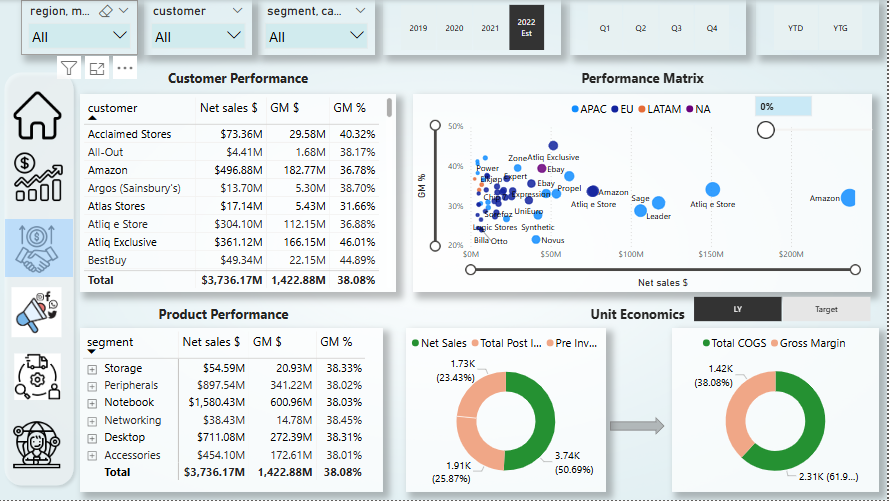 region, m...
customer
segment, ca...
All
All
All
2019
2020
2021
2022
Est
Q1
Q2
Q3
Q4
YTD
YTG
Customer Performance
customer Net sales $ GM $ GM %
Acclaimed Stores $73.36M 29.58M 40.32%
All-Out $4.41M 1.68M 38.17%
Amazon $496.88M 182.77M 36.78%
Argos (Sainsbury's) $13.70M 5.30M 38.70%
Atlas Stores $17.14M 5.43M 31.66%
Atliq e Store $304.10M 112.15M 36.88%
Atliq Exclusive $361.12M 166.15M 46.01%
BestBuy $49.34M 22.15M 44.89%
Total $3,736.17M 1,422.88M 38.08%
Performance Matrix
APAC EU LATAM NA
0%
GM %
50%
40%
30%
20%
Zone
Atliq Exclusive
Power
Ebay
Expert
Ebay
Propel
Amazon
Atliq e Store
Sage
Leader
Atliq e Store
Amazon
UniEuro
Logic Stores
Synthetic
Billa
Otto
Novus
$0M $50M $100M $150M $200M
Net sales $
Product Performance
segment Net sales $ GM $ GM %
Storage $54.59M 20.93M 38.33%
Peripherals $897.54M 341.22M 38.02%
Notebook $1,580.43M 600.96M 38.03%
Networking $38.43M 14.78M 38.45%
Desktop $711.08M 272.39M 38.31%
Accessories $454.10M 172.61M 38.01%
Total $3,736.17M 1,422.88M 38.08%
Unit Economics
LY
Target
Net Sales Total Post I... Pre Inv...
1.73K
(23.43%)
1.91K
(25.87%)
3.74K
(50.69%)
Total COGS Gross Margin
1.42K
(38.08%)
2.31K (61.9...)